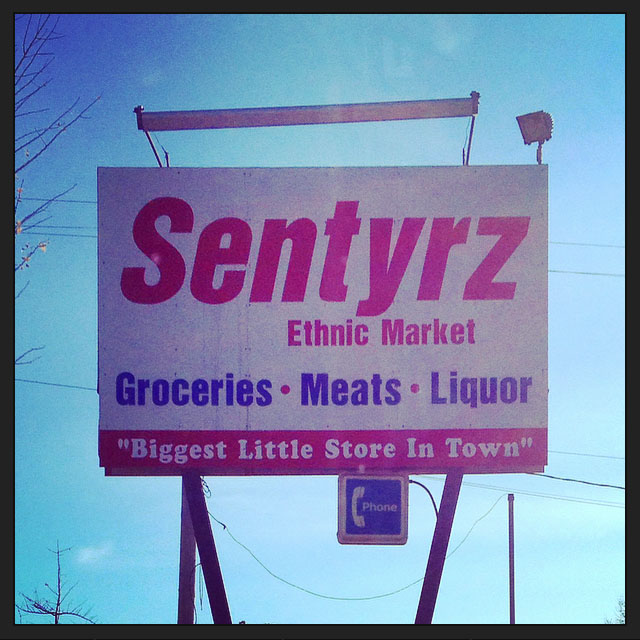 Sentyrz
Ethnic Market
Groceries • Meats • Liquor
"Biggest Little Store In Town"
Phone